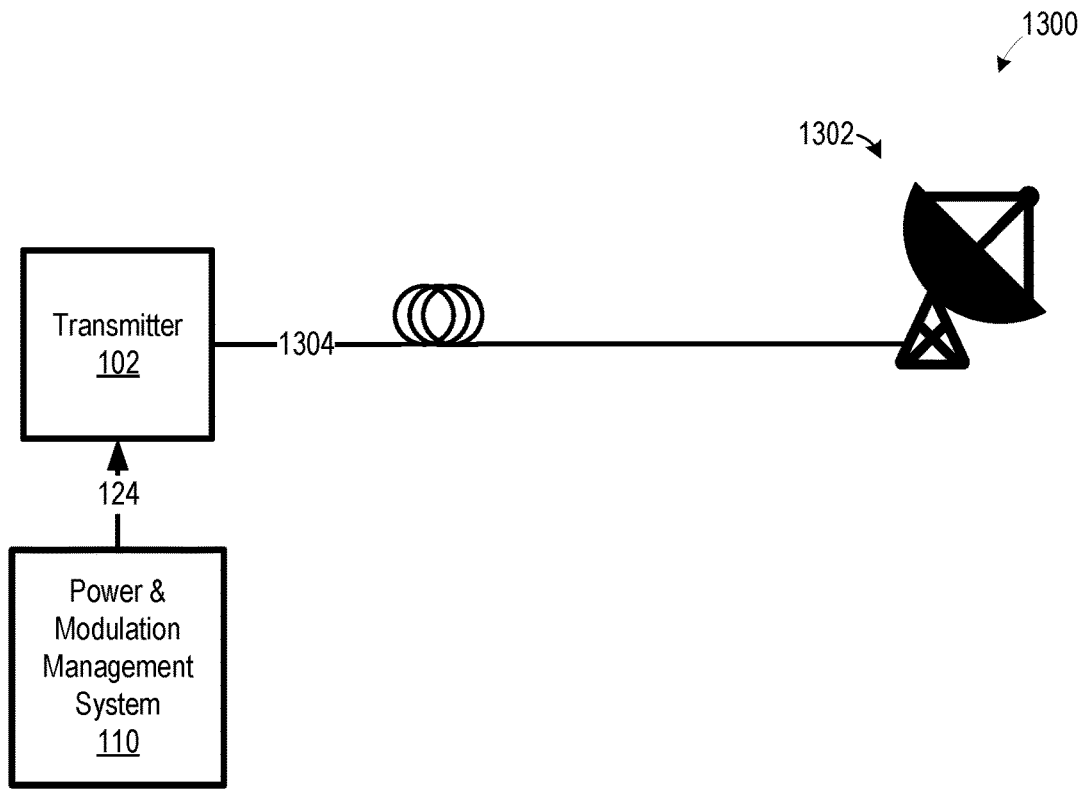 1300
1302
Transmitter
102
1304
124
Power &
Modulation
Management
System
110